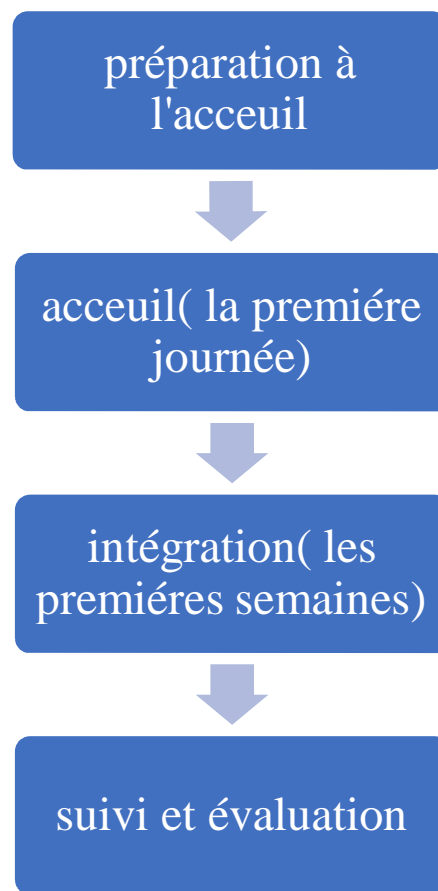 préparation à
l'acceuil
acceuil( la premiére
journée)
intégration( les
premiéres semaines)
suivi et évaluation